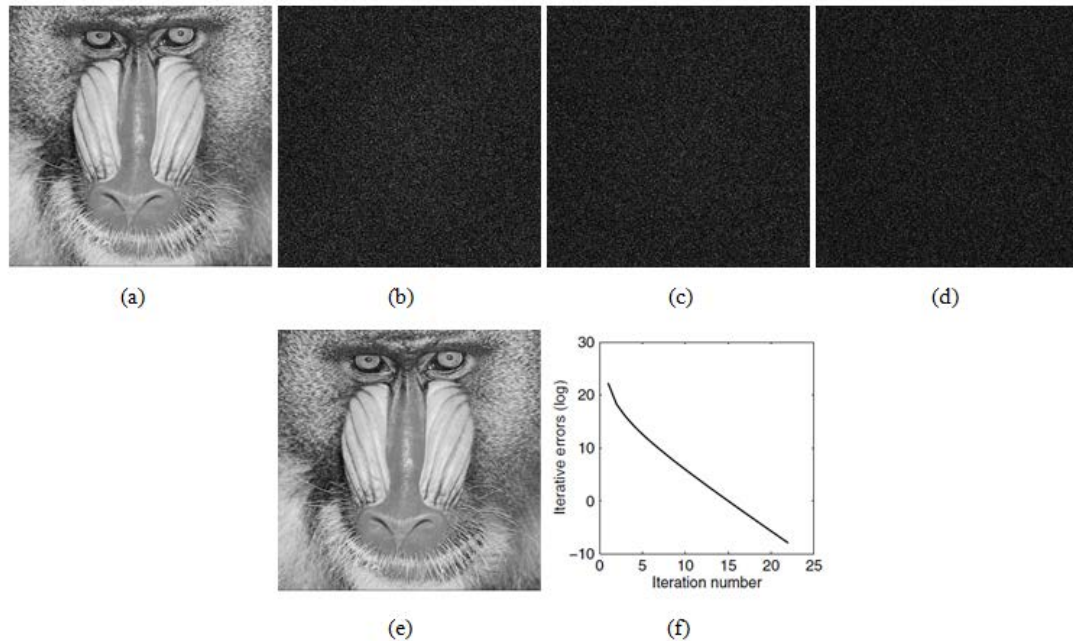 (a)
(b)
(c)
(d)
(e)
30
20
10
0
−10
Iterative errors (log)
0
5
10
15
20
25
Iteration number
(f)